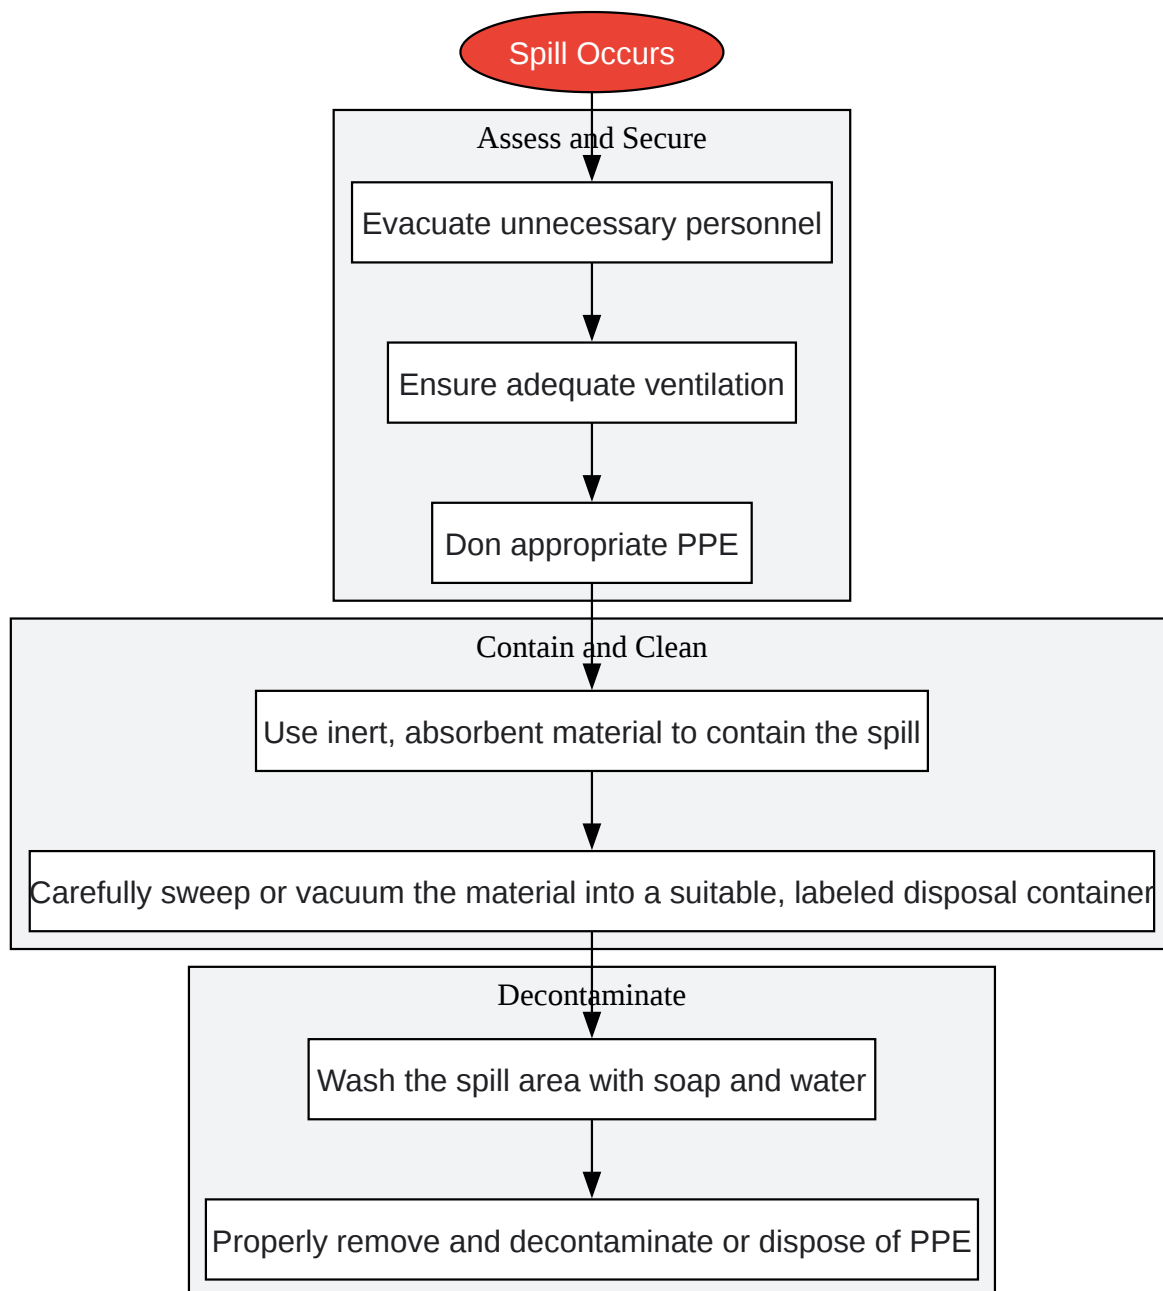 Spill Occurs
Assess and Secure
Evacuate unnecessary personnel
Ensure adequate ventilation
Don appropriate PPE
Contain and Clean
Use inert, absorbent material to contain the spill
Carefully sweep or vacuum the material into a suitable, labeled disposal container
Decontaminate
Wash the spill area with soap and water
Properly remove and decontaminate or dispose of PPE